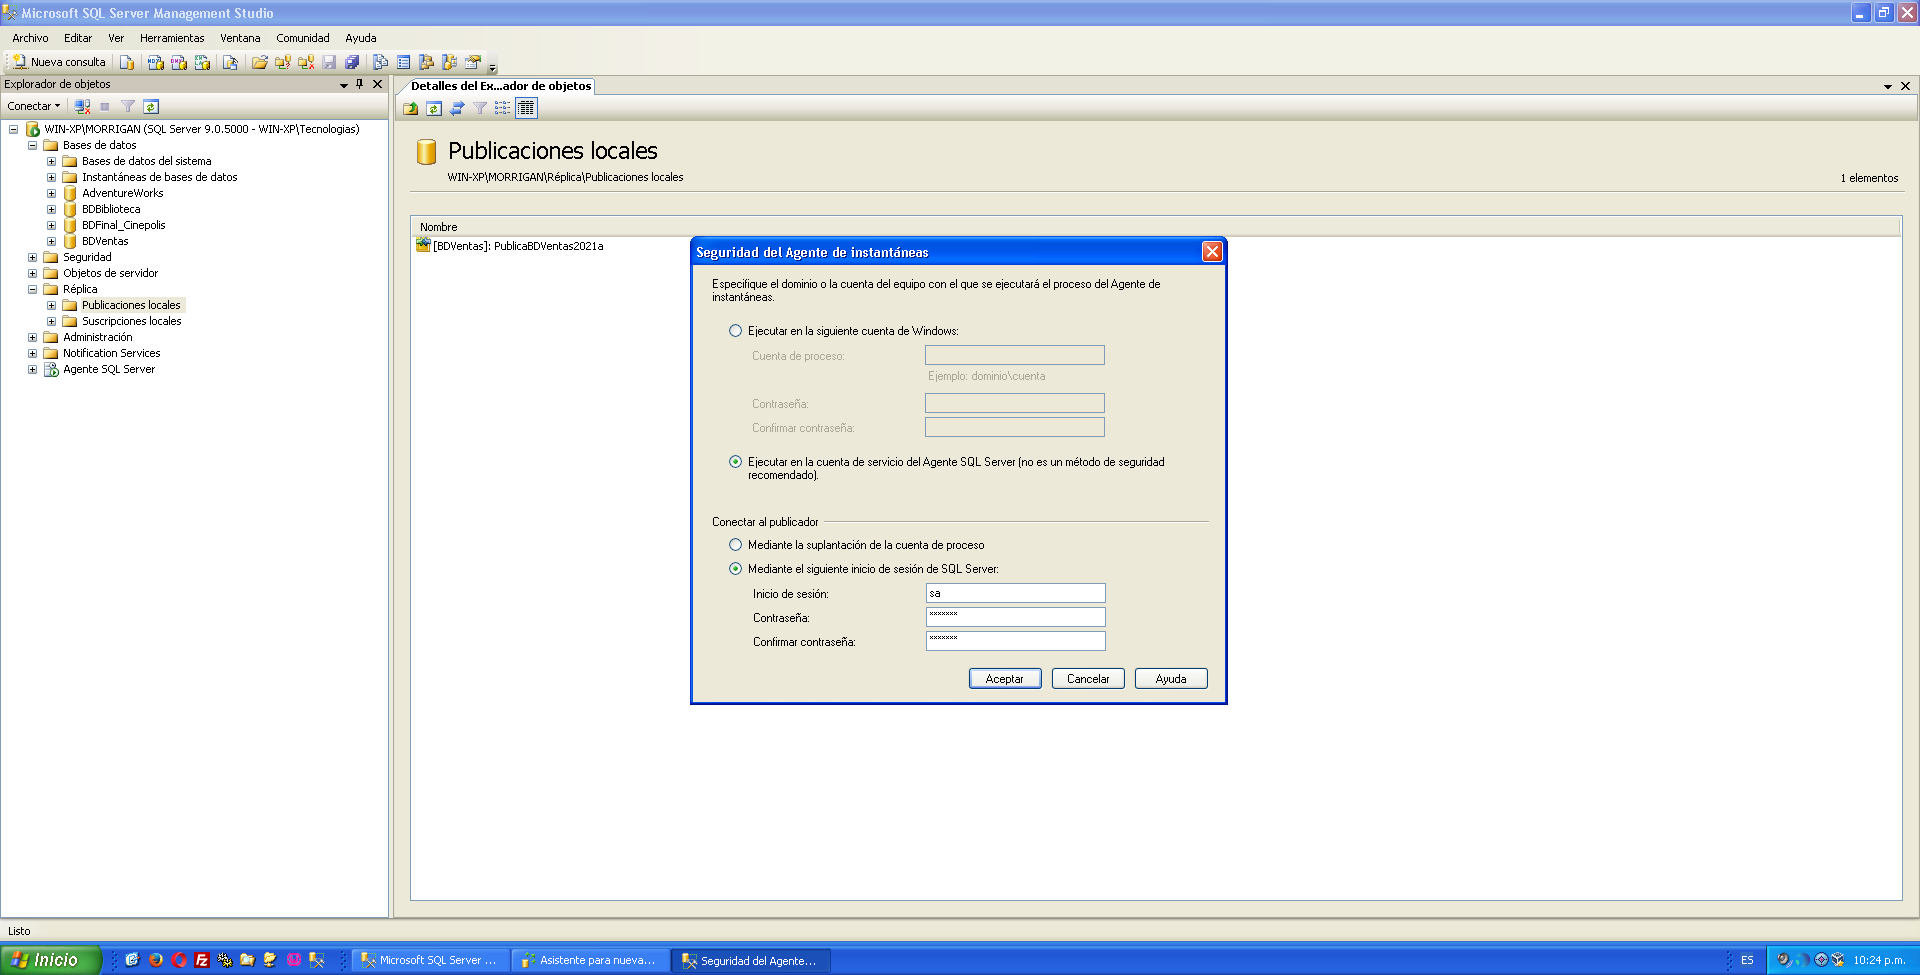 Microsoft SQL Server Management Studio
Archivo Editar Ver Herramientas Ventana Comunidad Ayuda
Nueva consulta
Explorador de objetos
Conectar
WIN-XP\MORRIGAN (SQL Server 9.0.5000 - WIN-XP\Tecnologias)
Bases de datos
Bases de datos del sistema
Instantáneas de bases de datos
AdventureWorks
BDBiblioteca
BDFinal_Cinepolis
BDVentas
Seguridad
Objetos de servidor
Réplica
Publicaciones locales
Suscripciones locales
Administración
Notification Services
Agente SQL Server
Detalles del Ex...ador de objetos
Publicaciones locales
WIN-XP\MORRIGAN\Réplica\Publicaciones locales
1 elementos
Nombre
[BDVentas]: PublicaBDVentas2021a
Seguridad del Agente de instantáneas
Especifique el dominio o la cuenta del equipo con el que se ejecutará el proceso del Agente de
instantáneas.
Ejecutar en la siguiente cuenta de Windows:
Cuenta de proceso:
Ejemplo: dominio\cuenta
Contraseña:
Confirmar contraseña:
Ejecutar en la cuenta de servicio del Agente SQL Server (no es un método de seguridad
recomendado).
Conectar al publicador
Mediante la suplantación de la cuenta de proceso
Mediante el siguiente inicio de sesión de SQL Server:
Inicio de sesión: sa
Contraseña: *******
Confirmar contraseña: *******
Aceptar Cancelar Ayuda
Listo
Inicio
Microsoft SQL Server ...
Asistente para nueva...
Seguridad del Agente...
ES
10:24 p.m.